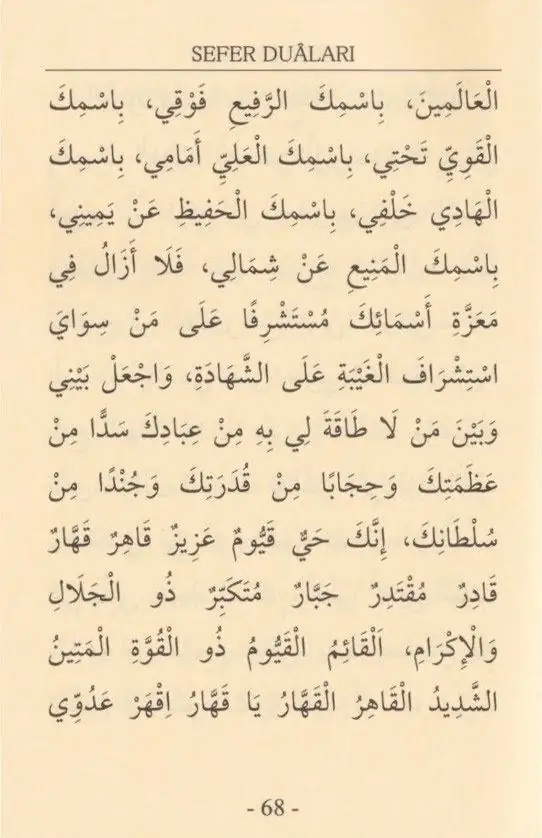 SEFER DUÂLARI
الْعَالَمِينَ، بِاسْمِكَ الرَّفِيعِ فَوْقِي، بِاسْمِكَ
الْقَوِيِّ تَحْتِي، بِاسْمِكَ الْعَلِيِّ أَمَامِي، بِاسْمِكَ
الْهَادِي خَلْفِي، بِاسْمِكَ الْحَفِيظِ عَنْ يَمِينِي،
بِاسْمِكَ الْمَنِيعِ عَنْ شِمَالِي، فَلَا أَزَالُ فِي
مَعَزَّةِ أَسْمَائِكَ مُسْتَشْرِفًا عَلَى مَنْ سِوَايَ
اسْتِشْرَافَ الْغَيْبَةِ عَلَى الشَّهَادَةِ، وَاجْعَلْ بَيْنِي
وَبَيْنَ مَنْ لَا طَاقَةَ لِي بِهِ مِنْ عِبَادِكَ سَدًّا مِنْ
عَظَمَتِكَ وَحِجَابًا مِنْ قُدَرَتِكَ وَجُنْدًا مِنْ
سُلْطَانِكَ، إِنَّكَ حَيٌّ قَيُّومٌ عَزِيزٌ قَاهِرٌ قَهَّارٌ
قَادِرٌ مُقْتَدِرٌ جَبَّارٌ مُتَكَبِّرٌ ذُو الْجَلَالِ
وَالْإِكْرَامِ، اَلْقَائِمُ الْقَيُّومُ ذُو الْقُوَّةِ الْمَتِينُ
الشَّدِيدُ الْقَاهِرُ الْقَهَّارُ يَا قَهَّارُ اِقْهَرْ عَدُوِّي
- 68 -